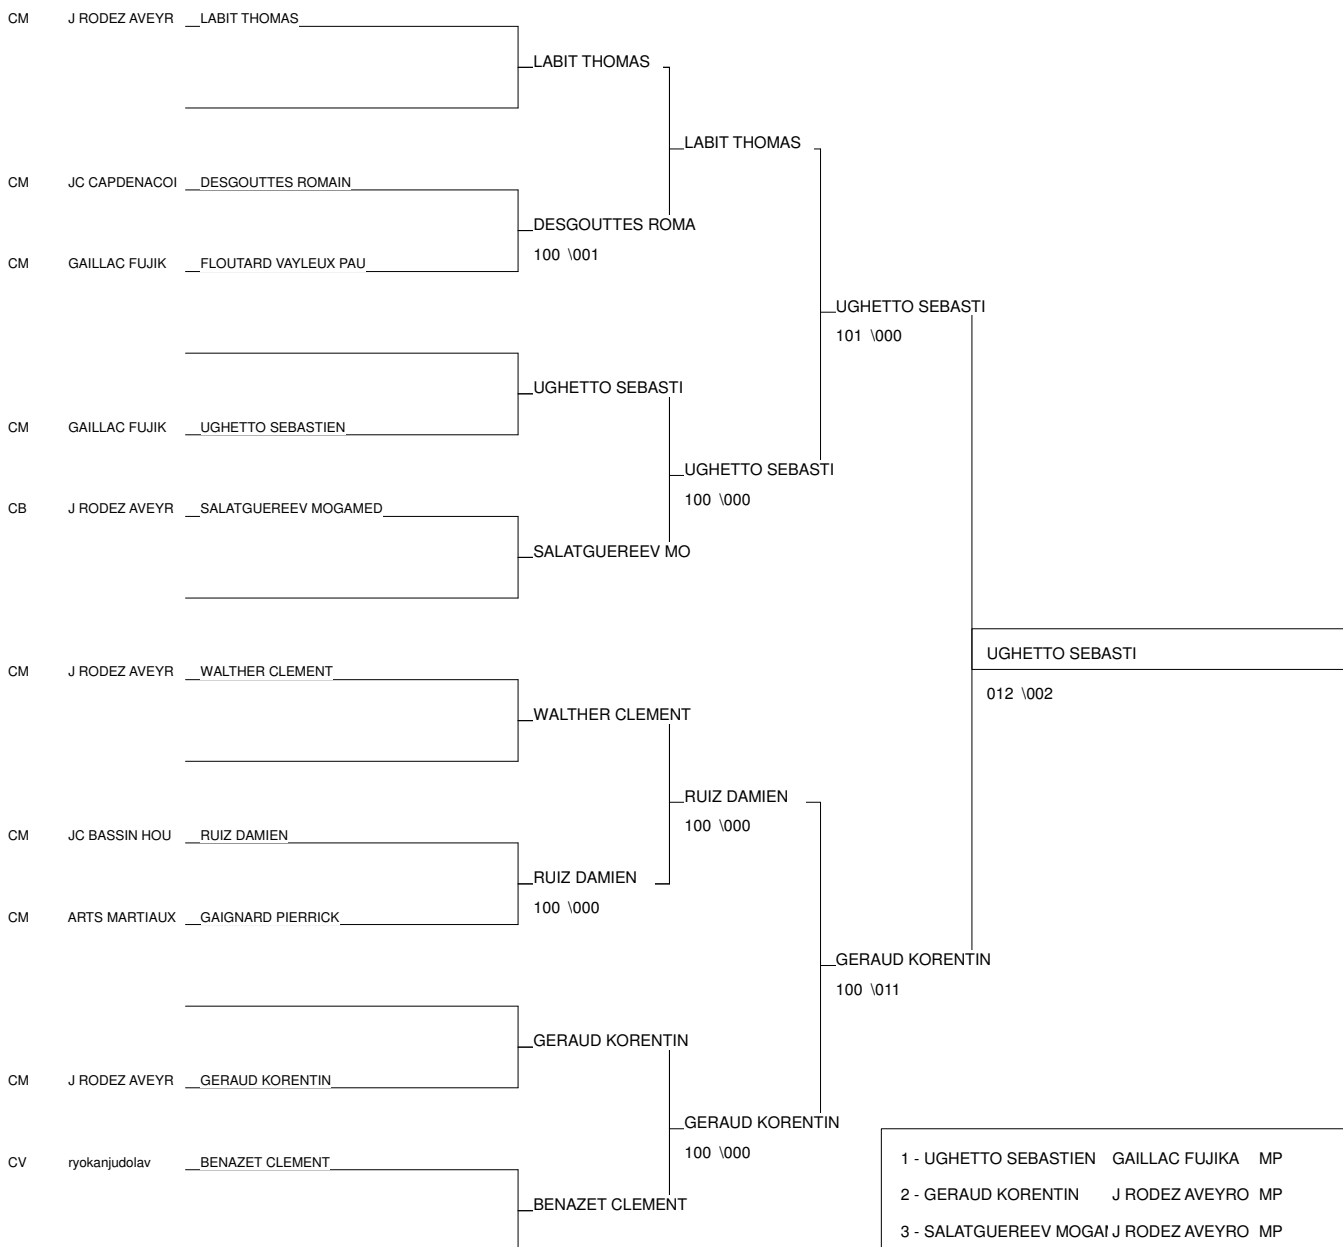 CM J RODEZ AVEYR LABIT THOMAS
LABIT THOMAS
LABIT THOMAS
CM JC CAPDENACOI DESGOUTTES ROMAIN
DESGOUTTES ROMA
100 \001
CM GAILLAC FUJIK FLOUTARD VAYLEUX PAU
UGHETTO SEBASTI
101 \000
UGHETTO SEBASTI
CM GAILLAC FUJIK UGHETTO SEBASTIEN
UGHETTO SEBASTI
100 \000
CB J RODEZ AVEYR SALATGUEREEV MOGAMED
SALATGUEREEV MO
UGHETTO SEBASTI
012 \002
CM J RODEZ AVEYR WALTHER CLEMENT
WALTHER CLEMENT
RUIZ DAMIEN
100 \000
CM JC BASSIN HOU RUIZ DAMIEN
RUIZ DAMIEN
100 \000
CM ARTS MARTIAUX GAIGNARD PIERRICK
GERAUD KORENTIN
100 \011
GERAUD KORENTIN
CM J RODEZ AVEYR GERAUD KORENTIN
GERAUD KORENTIN
100 \000
CV ryokanjudolav BENAZET CLEMENT
BENAZET CLEMENT
1 - UGHETTO SEBASTIEN GAILLAC FUJIKA MP
2 - GERAUD KORENTIN J RODEZ AVEYRO MP
3 - SALATGUEREEV MOGAI J RODEZ AVEYRO MP